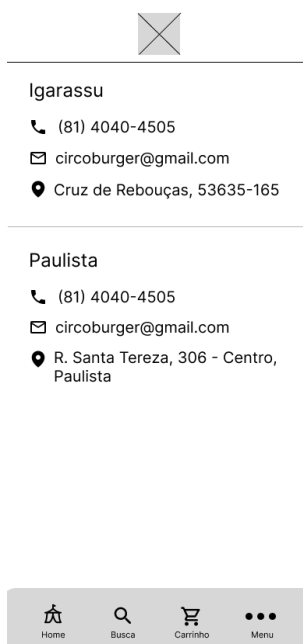 Igarassu
(81) 4040-4505
circoburger@gmail.com
Cruz de Rebouças, 53635-165
Paulista
(81) 4040-4505
circoburger@gmail.com
R. Santa Tereza, 306 - Centro,
Paulista
Home Busca Carrinho Menu